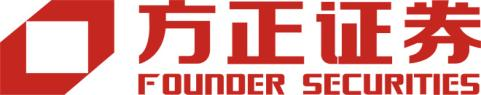 方正证券
FOUNDER SECURITIES